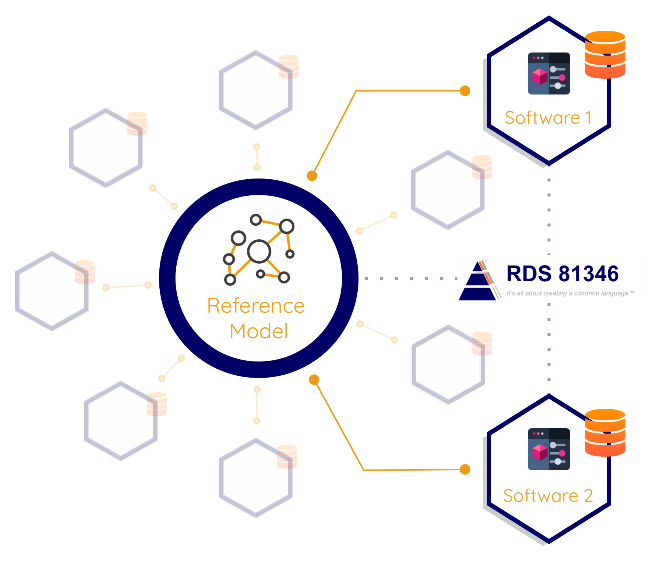 Software 1
RDS 81346
It's all about creating a common language™
Reference
Model
Software 2